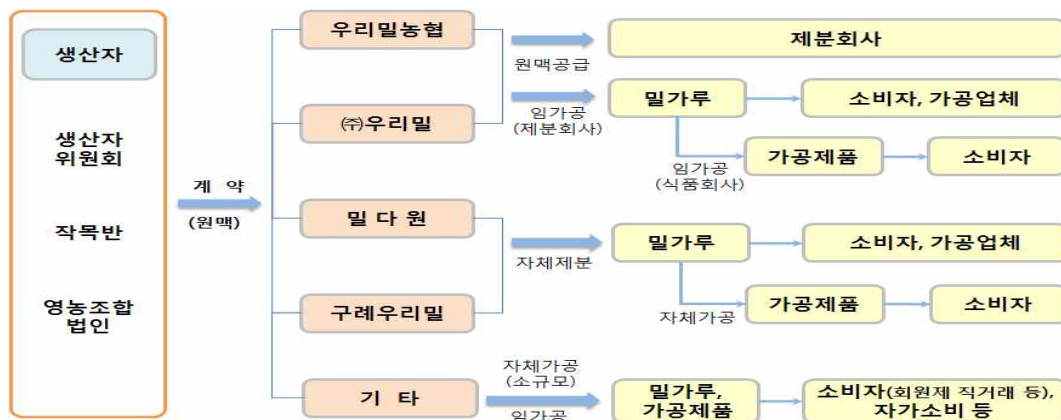 생산자
생산자
위원회
작목반
영농조합
법인
계 약
(원맥)
우리밀농협
㈜우리밀
밀 다 원
구례우리밀
기 타
원맥공급
임가공
(제분회사)
제분회사
밀가루
소비자, 가공업체
임가공
(식품회사)
가공제품
소비자
자체제분
밀가루
소비자, 가공업체
자체가공
가공제품
소비자
자체가공
(소규모)
임가공
밀가루,
가공제품
소비자(회원제 직거래 등),
자가소비 등